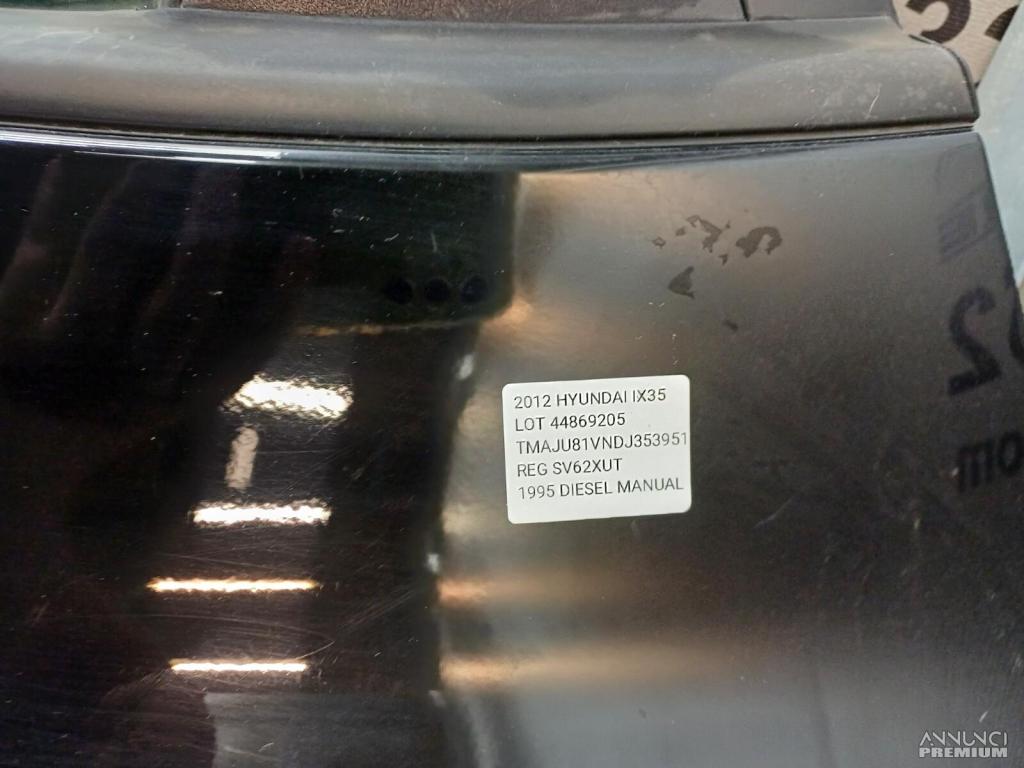 2012 HYUNDAI IX35
LOT 44869205
TMAJU81VNDJ353951
REG SV62XUT
1995 DIESEL MANUAL
ANNUNCI
PREMIUM